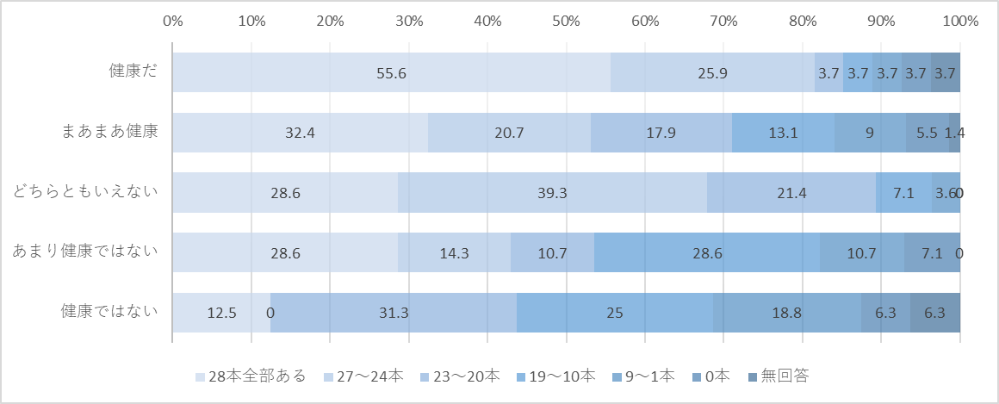 0% 10% 20% 30% 40% 50% 60% 70% 80% 90% 100%
健康だ 55.6 25.9 3.7 3.7 3.7 3.7 3.7
まあまあ健康 32.4 20.7 17.9 13.1 9 5.5 1.4
どちらともいえない 28.6 39.3 21.4 7.1 3.6 0
あまり健康ではない 28.6 14.3 10.7 28.6 10.7 7.1 0
健康ではない 12.5 0 31.3 25 18.8 6.3 6.3
28本全部ある 27～24本 23～20本 19～10本 9～1本 0本 無回答